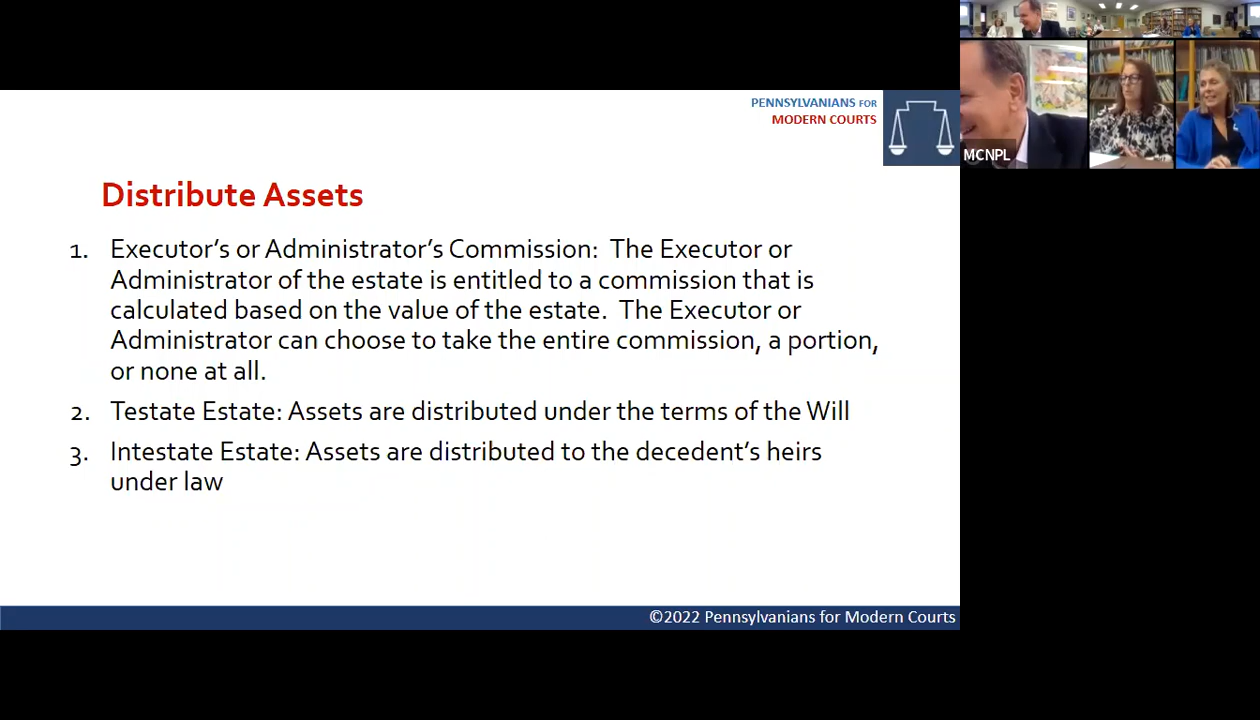 PENNSYLVANIANS FOR
MODERN COURTS
MCNPL
Distribute Assets
1. Executor’s or Administrator’s Commission: The Executor or
Administrator of the estate is entitled to a commission that is
calculated based on the value of the estate. The Executor or
Administrator can choose to take the entire commission, a portion,
or none at all.
2. Testate Estate: Assets are distributed under the terms of the Will
3. Intestate Estate: Assets are distributed to the decedent’s heirs
under law
©2022 Pennsylvanians for Modern Courts